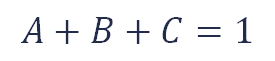 A + B + C = 1